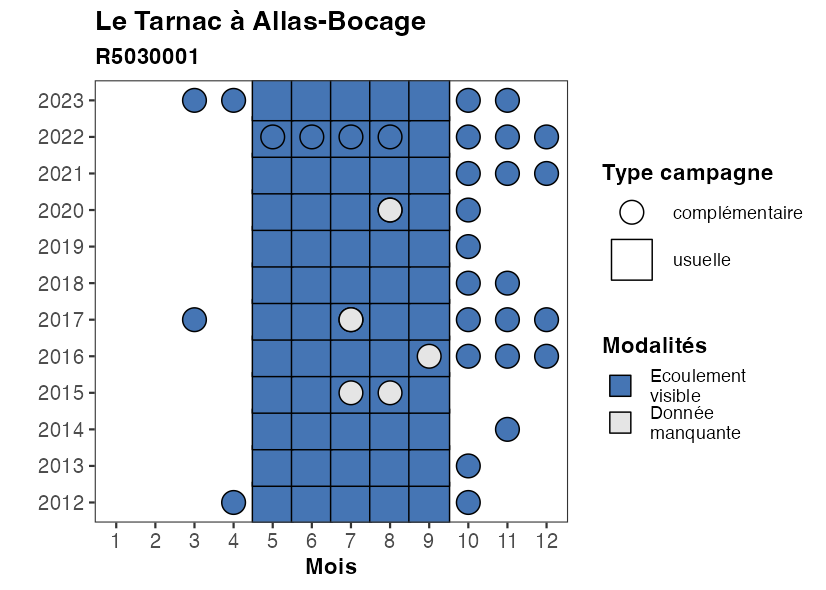 Le Tarnac à Allas-Bocage
R5030001
2023
2022
2021
2020
2019
2018
2017
2016
2015
2014
2013
2012
1 2 3 4 5 6 7 8 9 10 11 12
Mois
Type campagne
complémentaire
usuelle
Modalités
Ecoulement
visible
Donnée
manquante